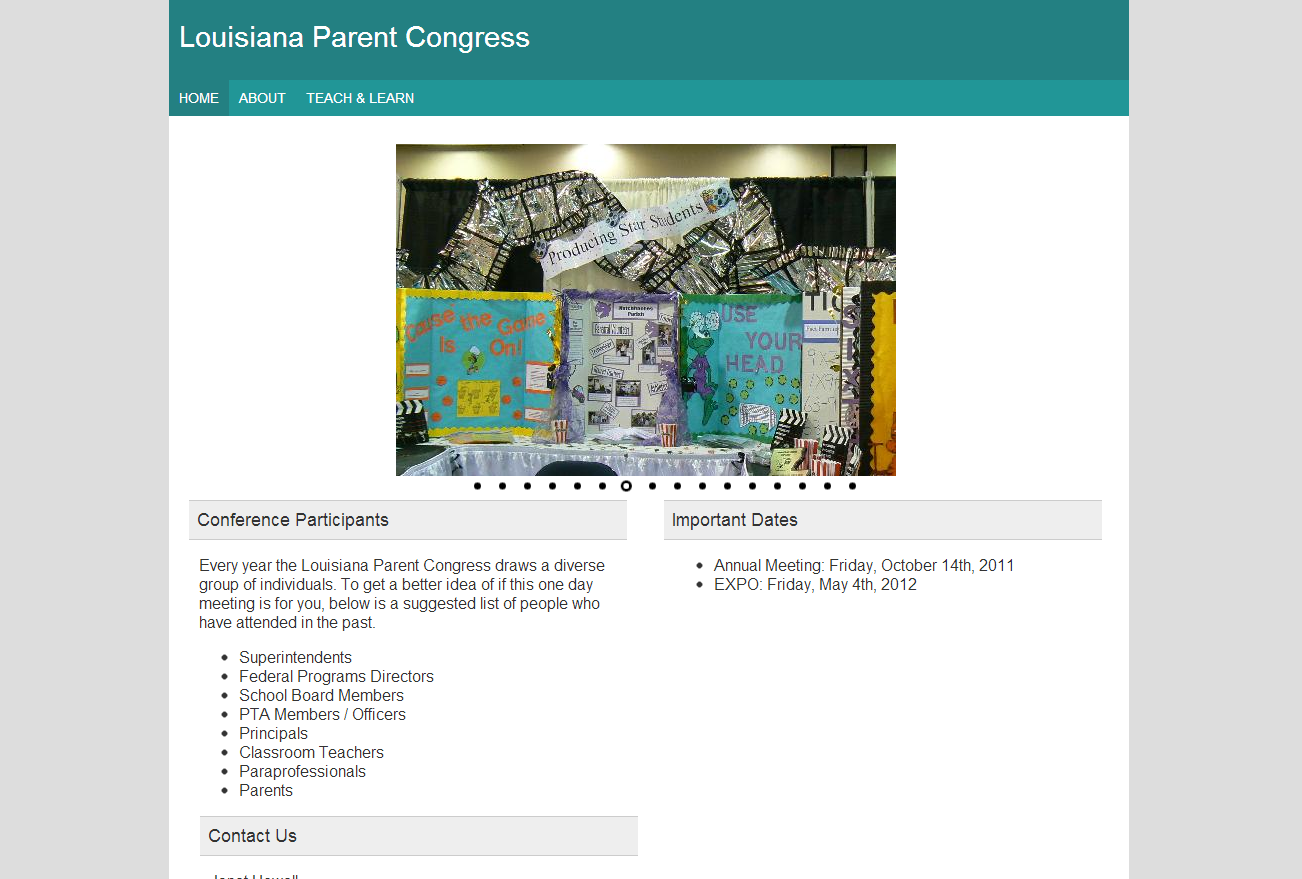 Louisiana Parent Congress
HOME ABOUT TEACH & LEARN
Producing Star Students
Cause the Game
Is On!
Natchitoches
Parish
USE
YOUR
HEAD
Conference Participants
Every year the Louisiana Parent Congress draws a diverse
group of individuals. To get a better idea of if this one day
meeting is for you, below is a suggested list of people who
have attended in the past.
Superintendents
Federal Programs Directors
School Board Members
PTA Members / Officers
Principals
Classroom Teachers
Paraprofessionals
Parents
Important Dates
Annual Meeting: Friday, October 14th, 2011
EXPO: Friday, May 4th, 2012
Contact Us
Janet Howell